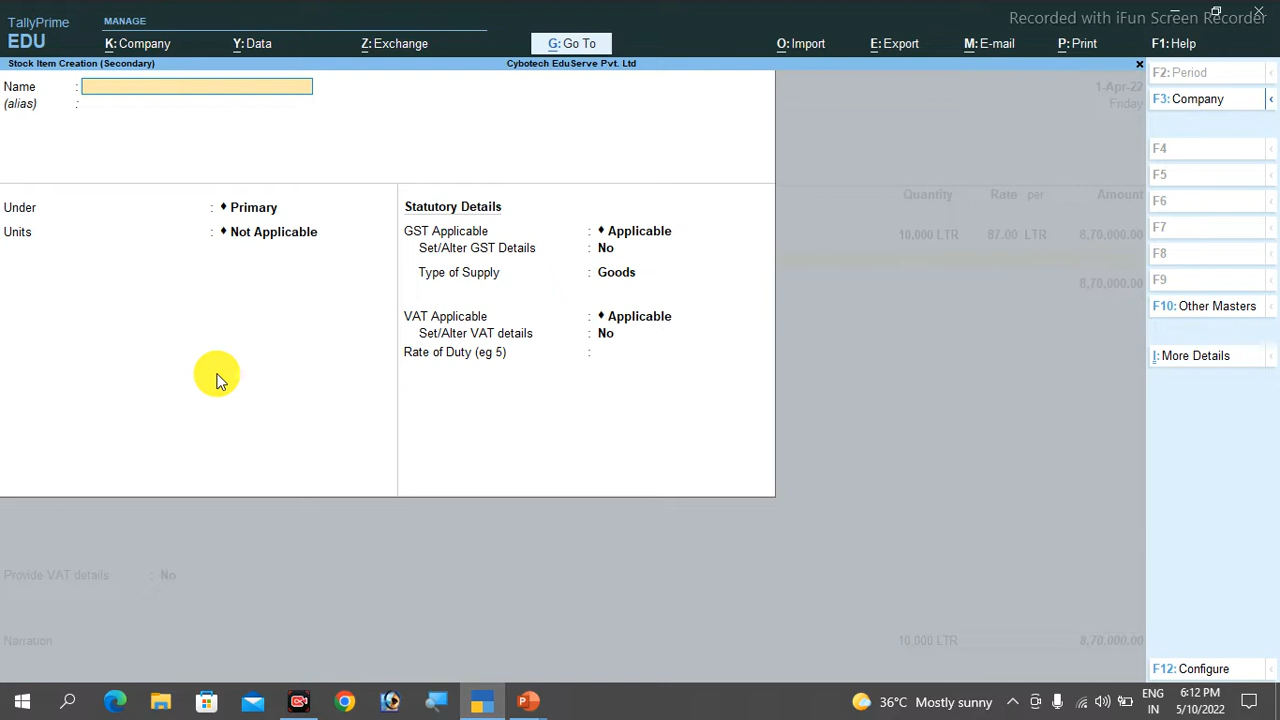 Recorded with iFun Screen Recorder
TallyPrime
EDU
MANAGE
K: Company
Y: Data
Z: Exchange
G: Go To
O: Import
E: Export
M: E-mail
P: Print
F1: Help
Stock Item Creation (Secondary)
Cybotech EduServe Pvt. Ltd
×
Name :
(alias) :
1-Apr-22
Friday
Under : ♦ Primary
Units : ♦ Not Applicable
Statutory Details
GST Applicable : ♦ Applicable
Set/Alter GST Details : No
Type of Supply : Goods
VAT Applicable : ♦ Applicable
Set/Alter VAT details : No
Rate of Duty (eg 5) :
Quantity Rate per Amount
10,000 LTR 87.00 LTR 8,70,000.00
8,70,000.00
Provide VAT details : No
Narration
10,000 LTR 8,70,000.00
F2: Period
F3: Company
F4
F5
F6
F7
F8
F9
F10: Other Masters
I: More Details
F12: Configure
36°C Mostly sunny
ENG
IN
6:12 PM
5/10/2022